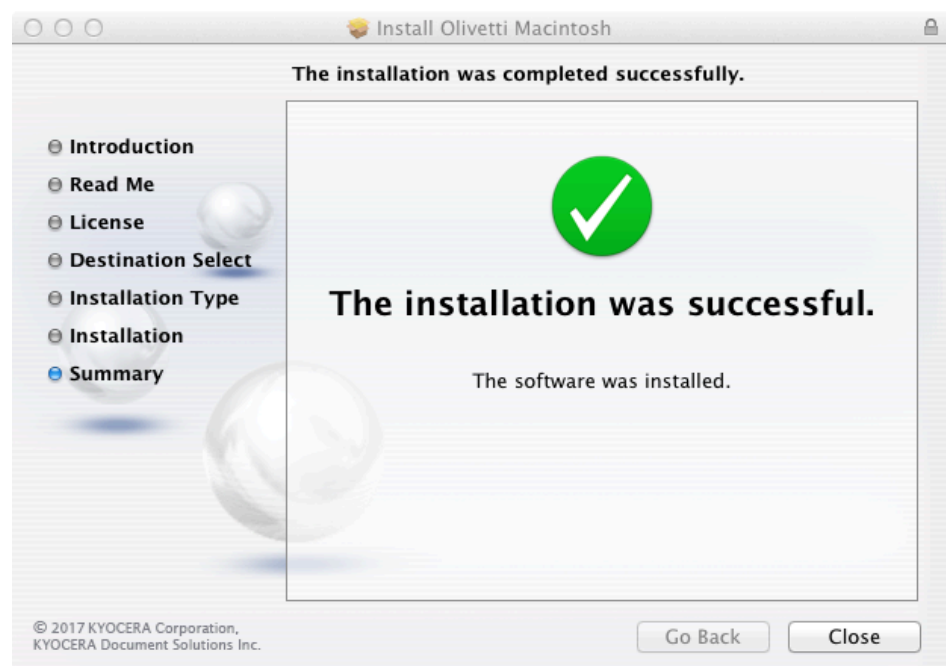 Install Olivetti Macintosh
The installation was completed successfully.
Introduction
Read Me
License
Destination Select
Installation Type
Installation
Summary
The installation was successful.
The software was installed.
© 2017 KYOCERA Corporation,
KYOCERA Document Solutions Inc.
Go Back
Close